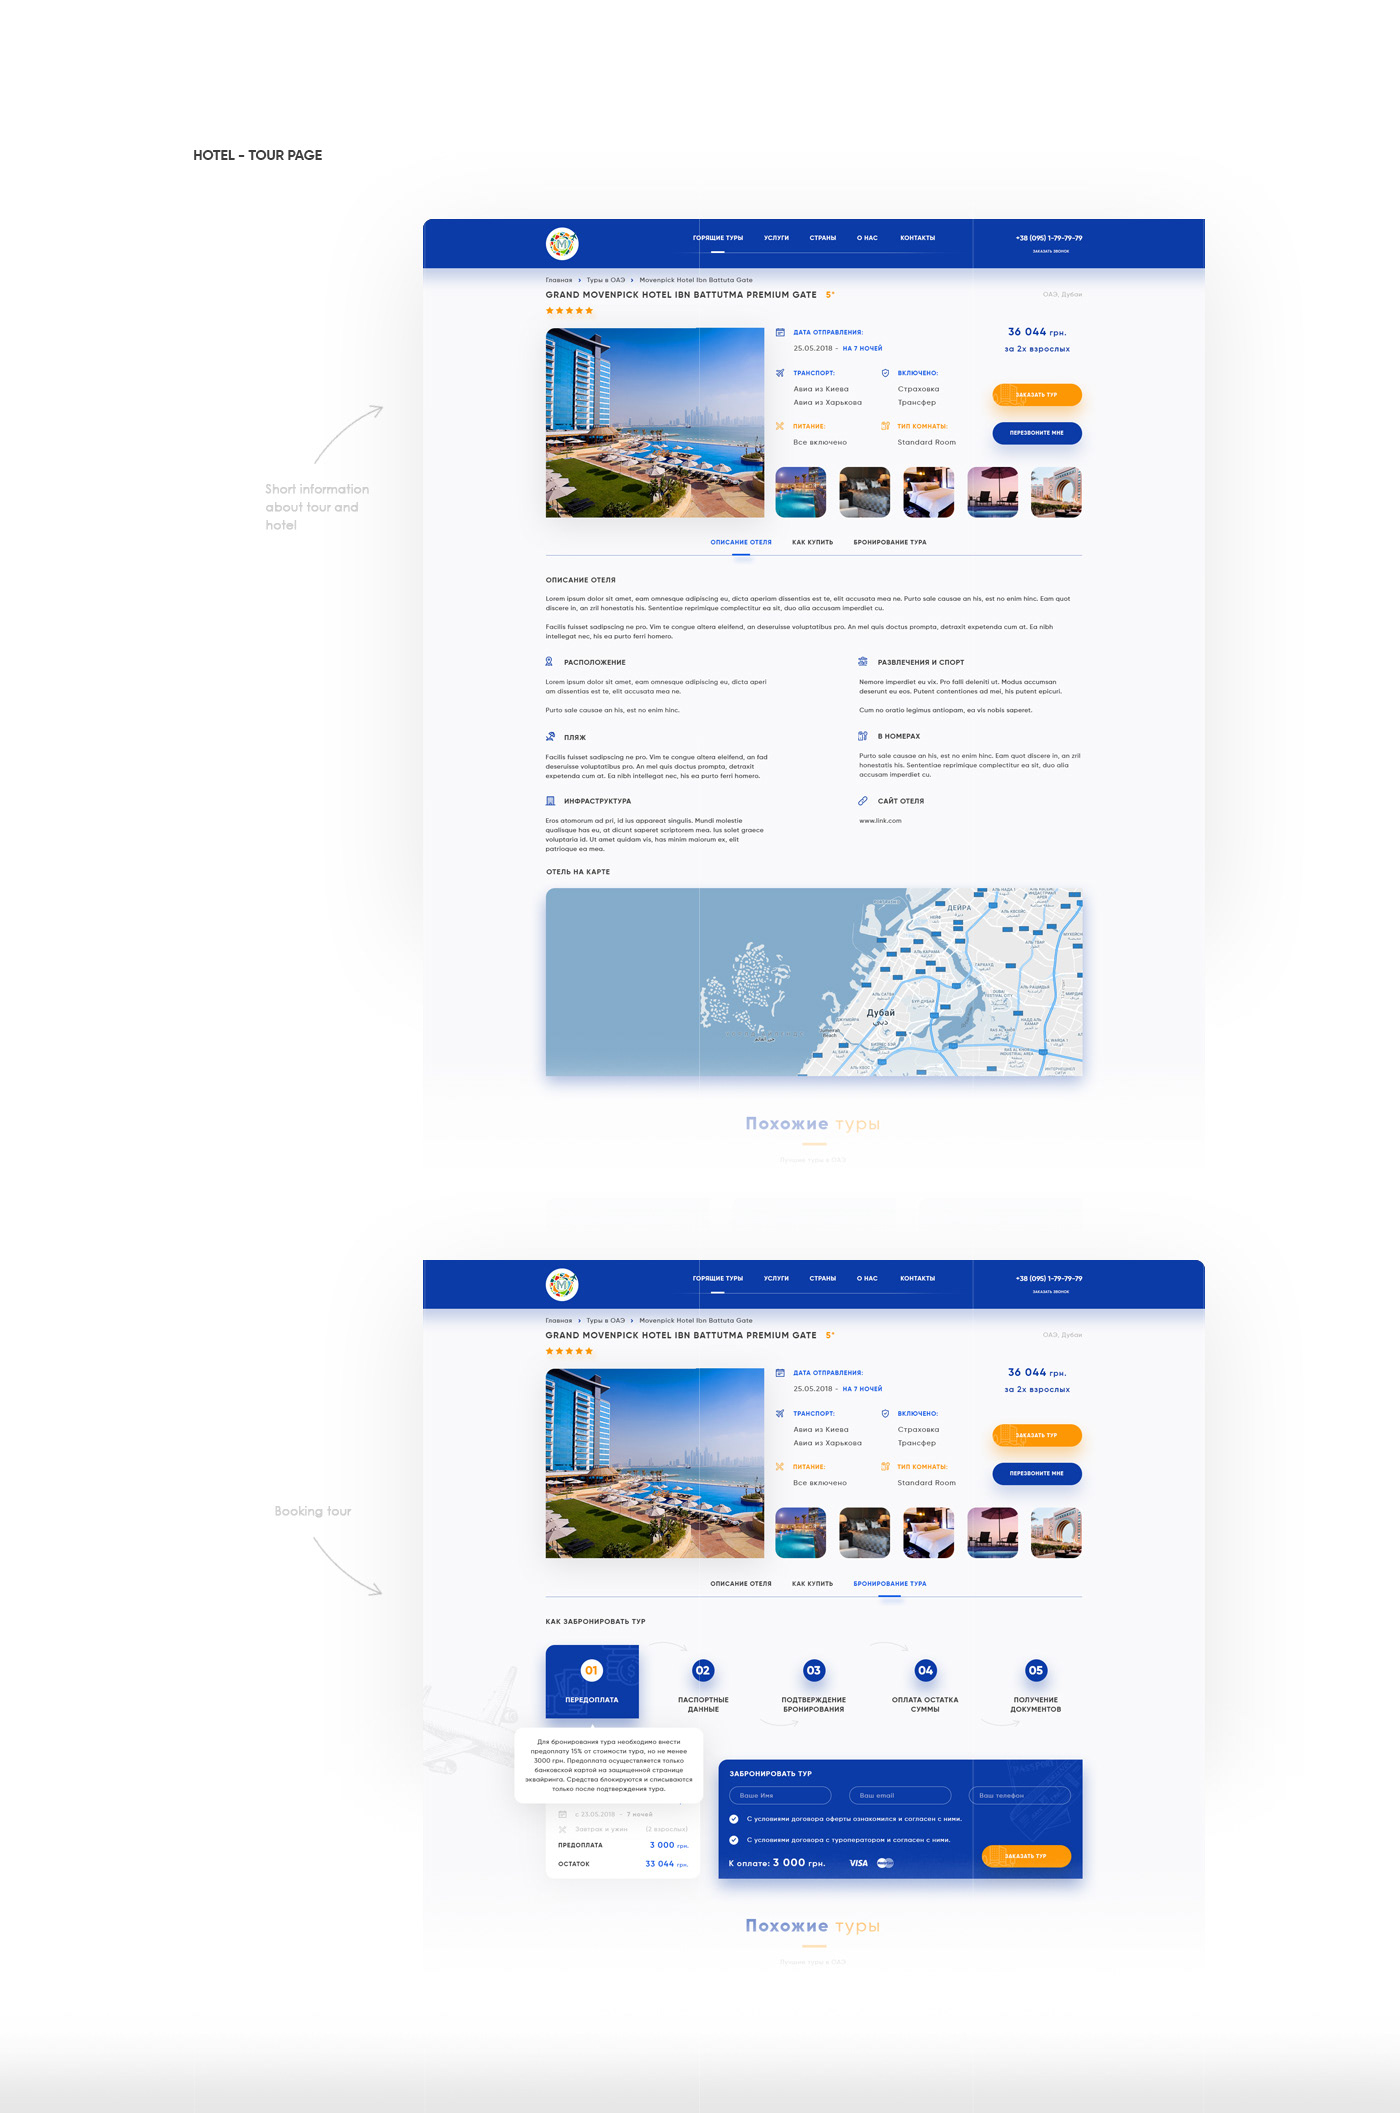 HOTEL - TOUR PAGE
ГОРЯЩИЕ ТУРЫ УСЛУГИ СТРАНЫ О НАС КОНТАКТЫ
+38 (095) 1-79-79-79
ЗАКАЗАТЬ ЗВОНОК
Главная > Туры в ОАЭ > Movenpick Hotel Ibn Battuta Gate
GRAND MOVENPICK HOTEL IBN BATTUTMA PREMIUM GATE 5*
ОАЭ, Дубаи
ДАТА ОТПРАВЛЕНИЯ:
25.05.2018 - НА 7 НОЧЕЙ
36 044 грн.
за 2х взрослых
ТРАНСПОРТ: ВКЛЮЧЕНО:
Авиа из Киева Страховка
Авиа из Харькова Трансфер
ЗАКАЗАТЬ ТУР
ПИТАНИЕ: ТИП КОМНАТЫ:
Все включено Standard Room
ПЕРЕЗВОНИТЕ МНЕ
Short information
about tour and
hotel
ОПИСАНИЕ ОТЕЛЯ КАК КУПИТЬ БРОНИРОВАНИЕ ТУРА
ОПИСАНИЕ ОТЕЛЯ
Lorem ipsum dolor sit amet, eam omnesque adipiscing eu, dicta aperiam dissentias est te, elit accusata mea ne. Purto sale causae an his, est no enim hinc. Eam quot
discere in, an zril honestatis his. Sententiae reprimique complectitur ea sit, duo alia accusam imperdiet cu.
Facilis fuisset sadipscing ne pro. Vim te congue altera eleifend, an deseruisse voluptatibus pro. An mel quis doctus prompta, detraxit expetenda cum at. Ea nibh
intellegat nec, his ea purto ferri homero.
РАСПОЛОЖЕНИЕ
Lorem ipsum dolor sit amet, eam omnesque adipiscing eu, dicta aperi
am dissentias est te, elit accusata mea ne.
Purto sale causae an his, est no enim hinc.
РАЗВЛЕЧЕНИЯ И СПОРТ
Nemore imperdiet eu vix. Pro falli deleniti ut. Modus accumsan
deserunt eu eos. Putent contentiones ad mei, his putent epicuri.
Cum no oratio legimus antiopam, ea vis nobis saperet.
ПЛЯЖ
Facilis fuisset sadipscing ne pro. Vim te congue altera eleifend, an fad
deseruisse voluptatibus pro. An mel quis doctus prompta, detraxit
expetenda cum at. Ea nibh intellegat nec, his ea purto ferri homero.
В НОМЕРАХ
Purto sale causae an his, est no enim hinc. Eam quot discere in, an zril
honestatis his. Sententiae reprimique complectitur ea sit, duo alia
accusam imperdiet cu.
ИНФРАСТРУКТУРА
Eros atomorum ad pri, id ius appareat singulis. Mundi molestie
qualisque has eu, at dicunt saperet scriptorem mea. Ius solet graece
voluptaria id. Ut amet quidam vis, has minim maiorum ex, elit
patrioque ea mea.
САЙТ ОТЕЛЯ
www.link.com
ОТЕЛЬ НА КАРТЕ
ДЕЙРА
Дубай
دبي
Похожие туры
Лучшие туры в ОАЭ
ГОРЯЩИЕ ТУРЫ УСЛУГИ СТРАНЫ О НАС КОНТАКТЫ
+38 (095) 1-79-79-79
ЗАКАЗАТЬ ЗВОНОК
Главная > Туры в ОАЭ > Movenpick Hotel Ibn Battuta Gate
GRAND MOVENPICK HOTEL IBN BATTUTMA PREMIUM GATE 5*
ОАЭ, Дубаи
ДАТА ОТПРАВЛЕНИЯ:
25.05.2018 - НА 7 НОЧЕЙ
36 044 грн.
за 2х взрослых
ТРАНСПОРТ: ВКЛЮЧЕНО:
Авиа из Киева Страховка
Авиа из Харькова Трансфер
ЗАКАЗАТЬ ТУР
ПИТАНИЕ: ТИП КОМНАТЫ:
Все включено Standard Room
ПЕРЕЗВОНИТЕ МНЕ
Booking tour
ОПИСАНИЕ ОТЕЛЯ КАК КУПИТЬ БРОНИРОВАНИЕ ТУРА
КАК ЗАБРОНИРОВАТЬ ТУР
01 02 03 04 05
ПЕРЕДОПЛАТА
ПАСПОРТНЫЕ
ДАННЫЕ
ПОДТВЕРЖДЕНИЕ
БРОНИРОВАНИЯ
ОПЛАТА ОСТАТКА
СУММЫ
ПОЛУЧЕНИЕ
ДОКУМЕНТОВ
Для бронирования тура необходимо внести
предоплату 15% от стоимости тура, но не менее
3000 грн. Предоплата осуществляется только
банковской картой на защищенной странице
эквайринга. Средства блокируются и списываются
только после подтверждения тура.
с 23.05.2018 - 7 ночей
Завтрак и ужин (2 взрослых)
ПРЕДОПЛАТА 3 000 грн.
ОСТАТОК 33 044 грн.
ЗАБРОНИРОВАТЬ ТУР
Ваше Имя Ваш email Ваш телефон
С условиями договора оферты ознакомился и согласен с ними.
С условиями договора с туроператором и согласен с ними.
К оплате: 3 000 грн. VISA
ЗАКАЗАТЬ ТУР
Похожие туры
Лучшие туры в ОАЭ